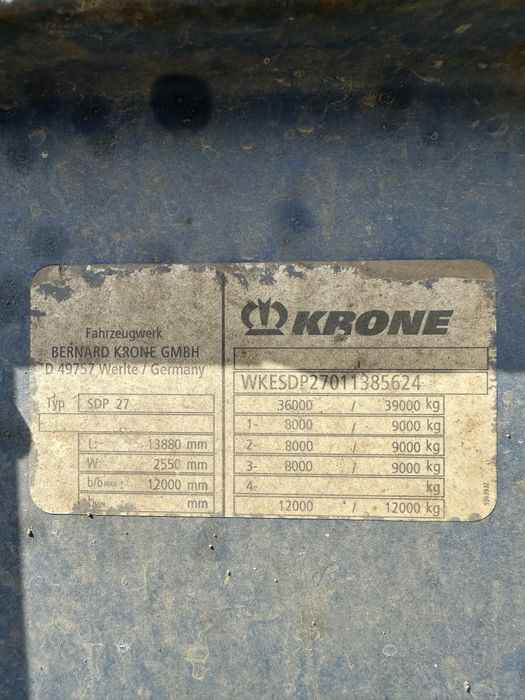 Fahrzeugwerk
BERNARD KRONE GMBH
D 49757 Werlte / Germany
Typ SDP 27
L: 13880 mm
W: 2550 mm
b/bMAX 12000 mm
bMIN mm
KRONE
WKESDP27011385624
36000 / 39000 kg
1- 8000 / 9000 kg
2- 8000 / 9000 kg
3- 8000 / 9000 kg
4- kg
12000 / 12000 kg